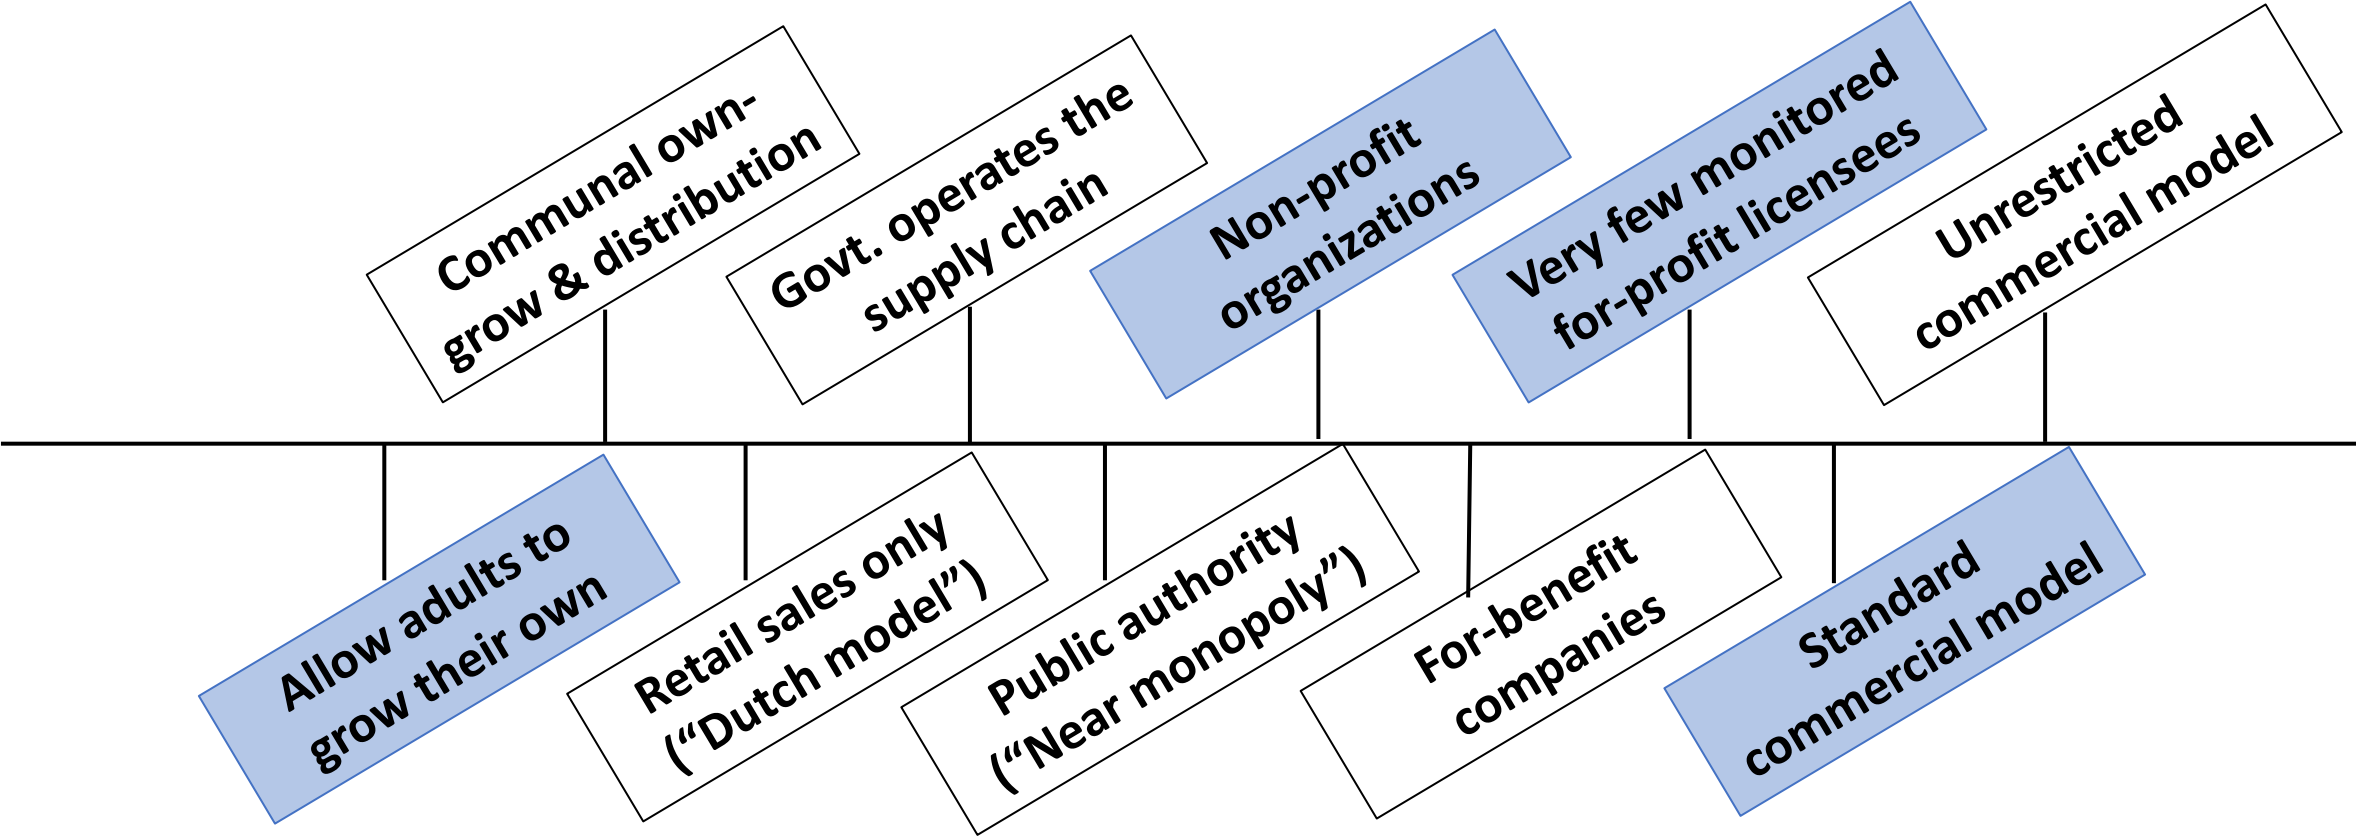 Communal own-
grow & distribution
Govt. operates the
supply chain
Non-profit
organizations
Very few monitored
for-profit licensees
Unrestricted
commercial model
Allow adults to
grow their own
Retail sales only
(“Dutch model”)
Public authority
(“Near monopoly”)
For-benefit
companies
Standard
commercial model